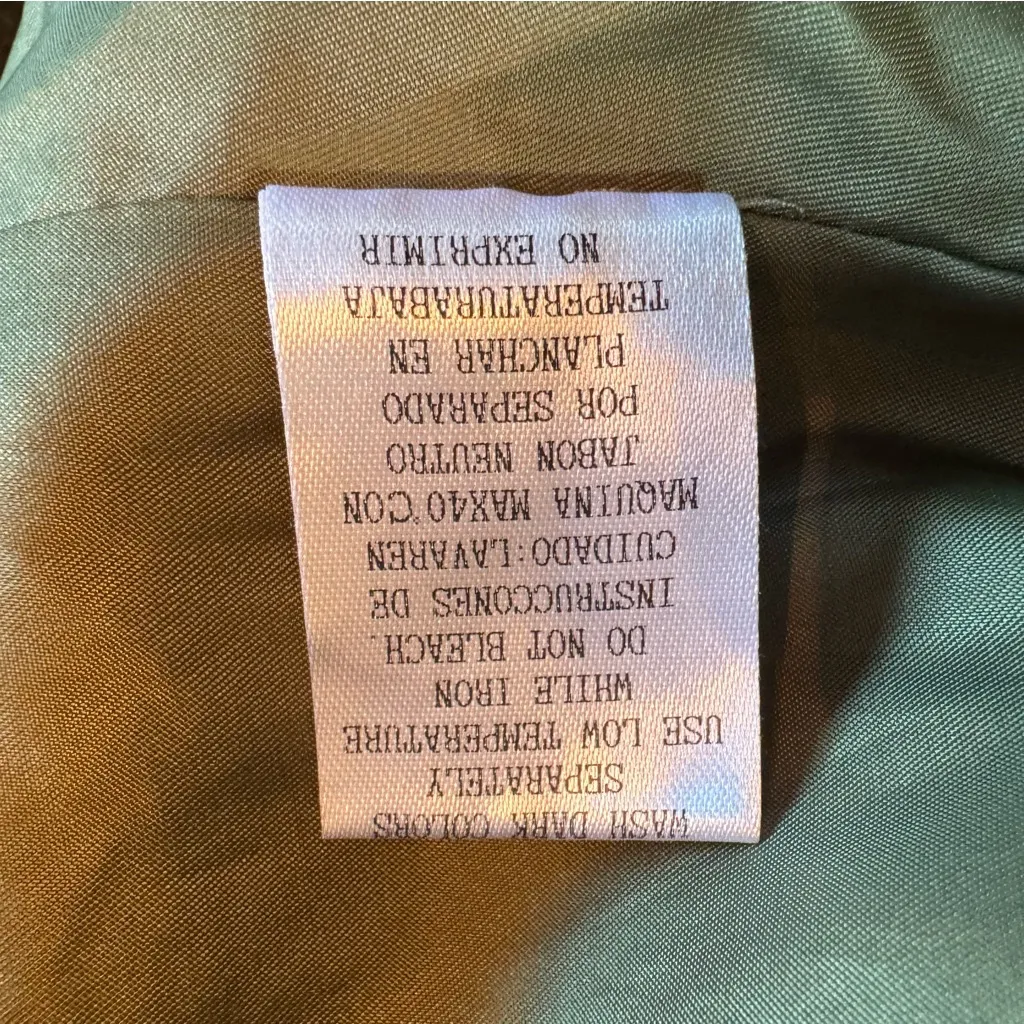 WASH DARK COLORS
SEPARATELY
USE LOW TEMPERATURE
WHILE IRON
DO NOT BLEACH.
INSTRUCCONES DE
CUIDADO:LAVAREN
MAQUINA MAX40°C.CON
JABON NEUTRO
POR SEPARADO
PLANCHAR EN
TEMPERATURABAJA
NO EXPRIMIR